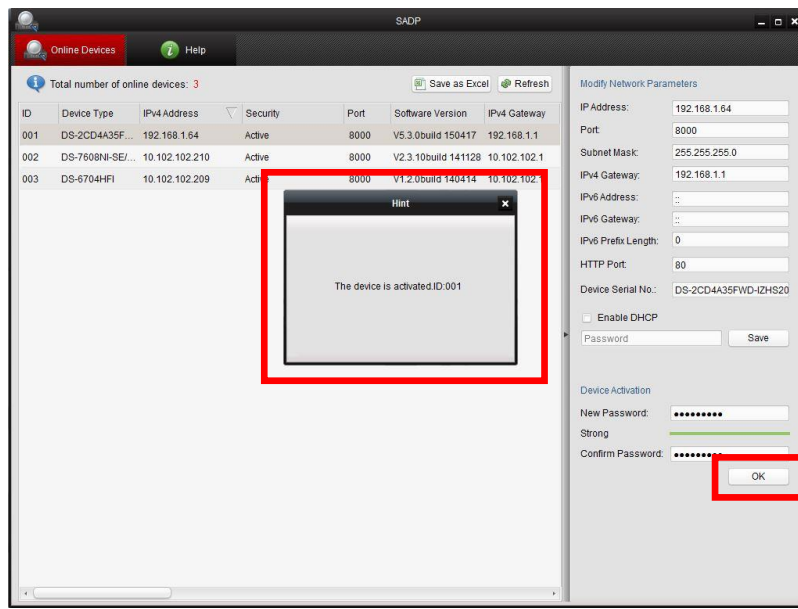 SADP
Online Devices Help
Total number of online devices: 3 Save as Excel Refresh
ID Device Type IPv4 Address Security Port Software Version IPv4 Gateway
001 DS-2CD4A35F... 192.168.1.64 Active 8000 V5.3.0build 150417 192.168.1.1
002 DS-7608NI-SE/... 10.102.102.210 Active 8000 V2.3.10build 141128 10.102.102.1
003 DS-6704HFI 10.102.102.209 Active 8000 V1.2.0build 140414 10.102.102.1
Hint
The device is activated.ID:001
Modify Network Parameters
IP Address: 192.168.1.64
Port: 8000
Subnet Mask: 255.255.255.0
IPv4 Gateway: 192.168.1.1
IPv6 Address: ::
IPv6 Gateway: ::
IPv6 Prefix Length: 0
HTTP Port: 80
Device Serial No.: DS-2CD4A35FWD-IZHS20
Enable DHCP
Password Save
Device Activation
New Password: ●●●●●●●●●
Strong
Confirm Password: ●●●●●●●●●
OK